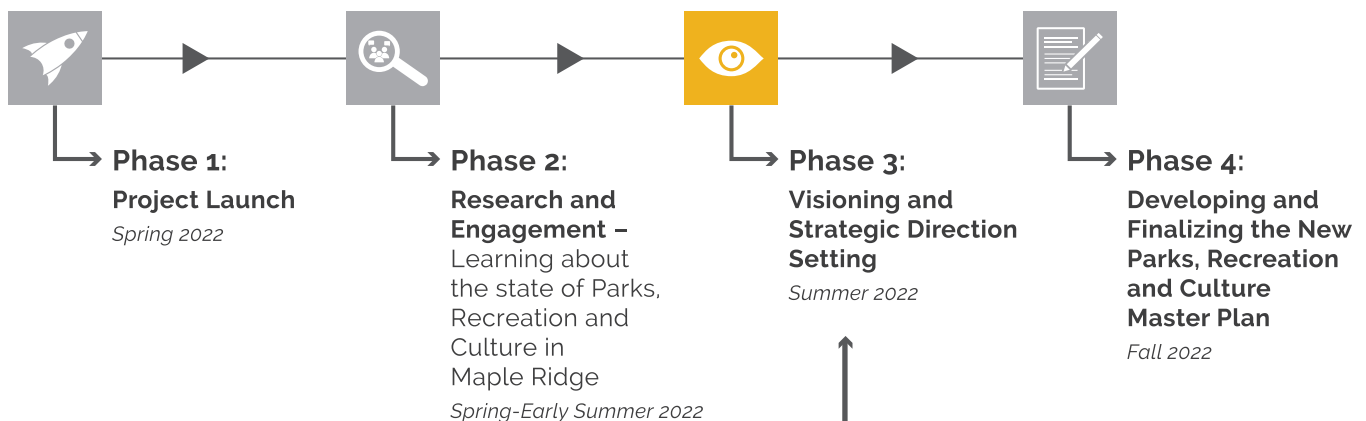 Phase 1:
Project Launch
Spring 2022
Phase 2:
Research and
Engagement –
Learning about
the state of Parks,
Recreation and
Culture in
Maple Ridge
Spring-Early Summer 2022
Phase 3:
Visioning and
Strategic Direction
Setting
Summer 2022
Phase 4:
Developing and
Finalizing the New
Parks, Recreation
and Culture
Master Plan
Fall 2022